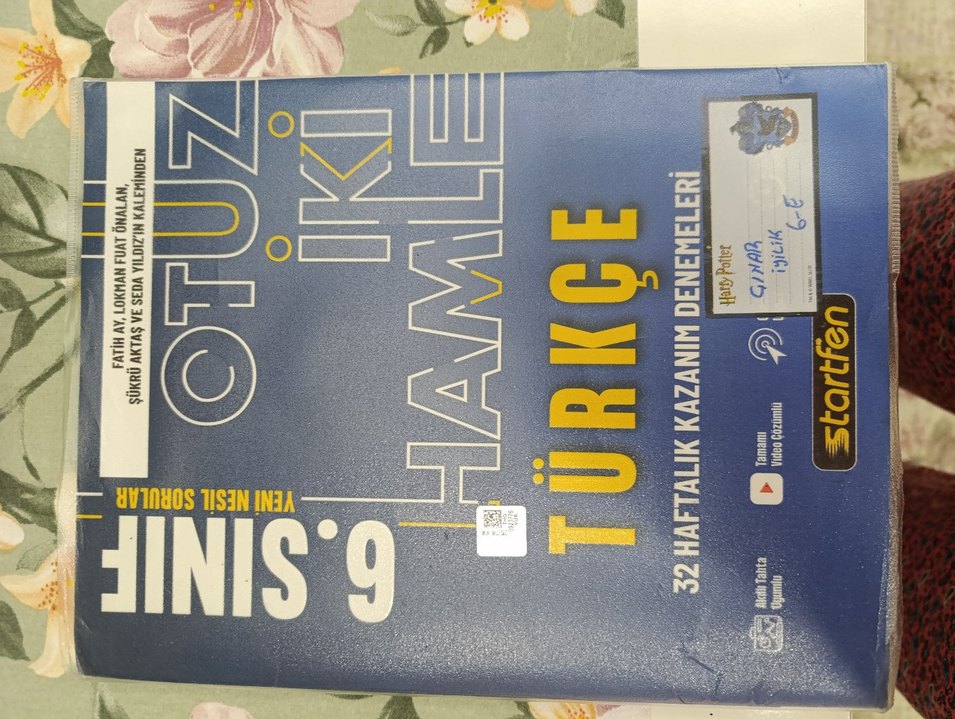 FATİH AY, LOKMAN FUAT ÖNALAN,
ŞÜKRÜ AKTAŞ VE SEDA YILDIZ'IN KALEMİNDEN
6.SINIF
YENİ NESİL SORULAR
OTUZ
İKİ
HAMLE
TÜRKÇE
32 HAFTALIK KAZANIM DENEMELERİ
Harry Potter
ÇINAR
iyilik
6-E
Akıllı Tahta
Uyumlu
Tamamı
Video Çözümlü
startfen